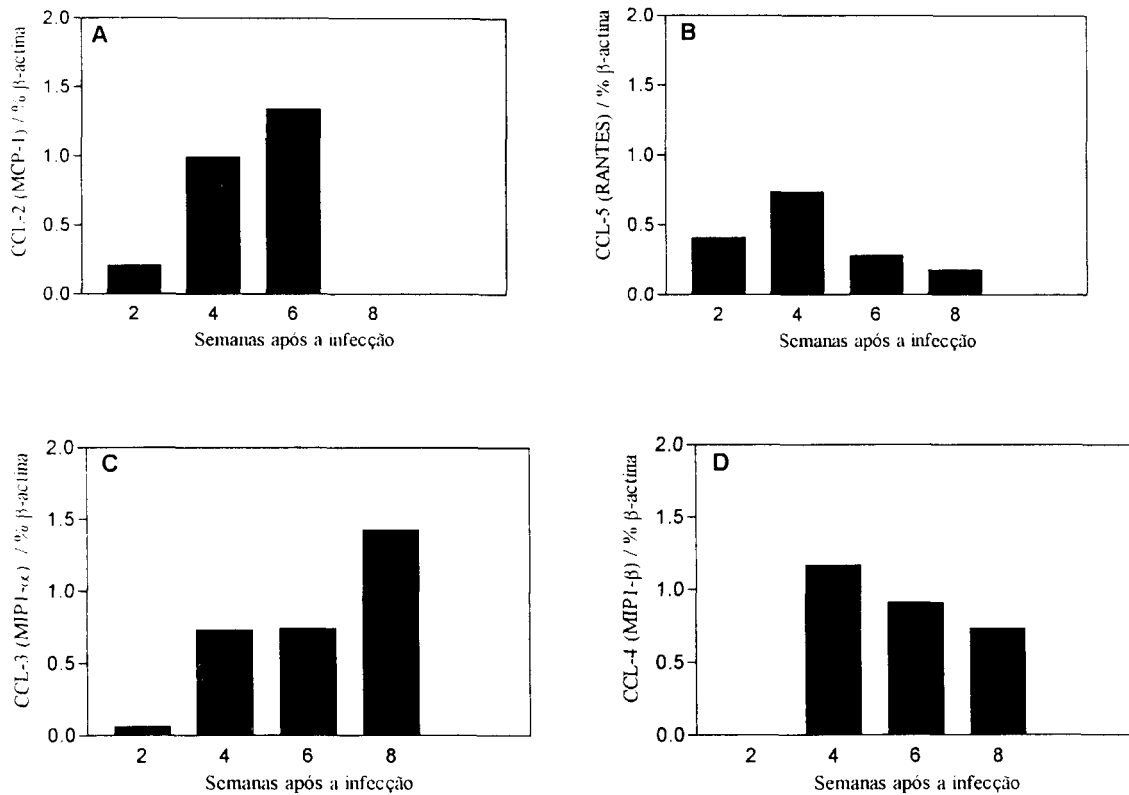 A
CCL-2 (MCP-1) / % β-actina
2.0
1.5
1.0
0.5
0.0
2 4 6 8
Semanas após a infecção
B
CCL-5 (RANTES) / % β-actina
2.0
1.5
1.0
0.5
0.0
2 4 6 8
Semanas após a infecção
C
CCL-3 (MIP1-α) / % β-actina
2.0
1.5
1.0
0.5
0.0
2 4 6 8
Semanas após a infecção
D
CCL-4 (MIP1-β) / % β-actina
2.0
1.5
1.0
0.5
0.0
2 4 6 8
Semanas após a infecção